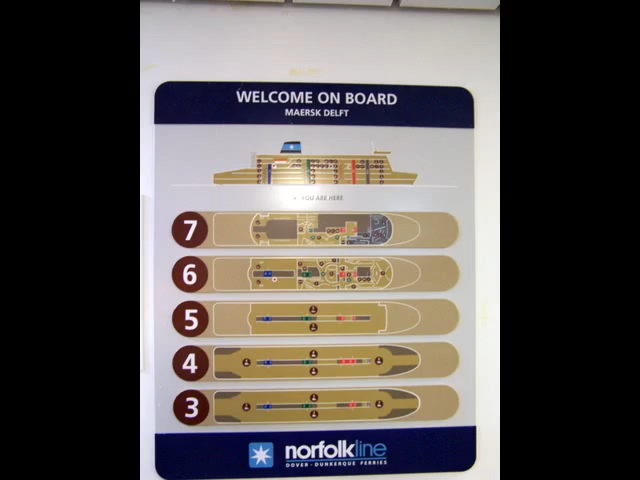 WELCOME ON BOARD
MAERSK DELFT
YOU ARE HERE
7
6
5
4
3
norfolkline
DOVER · DUNKERQUE FERRIES